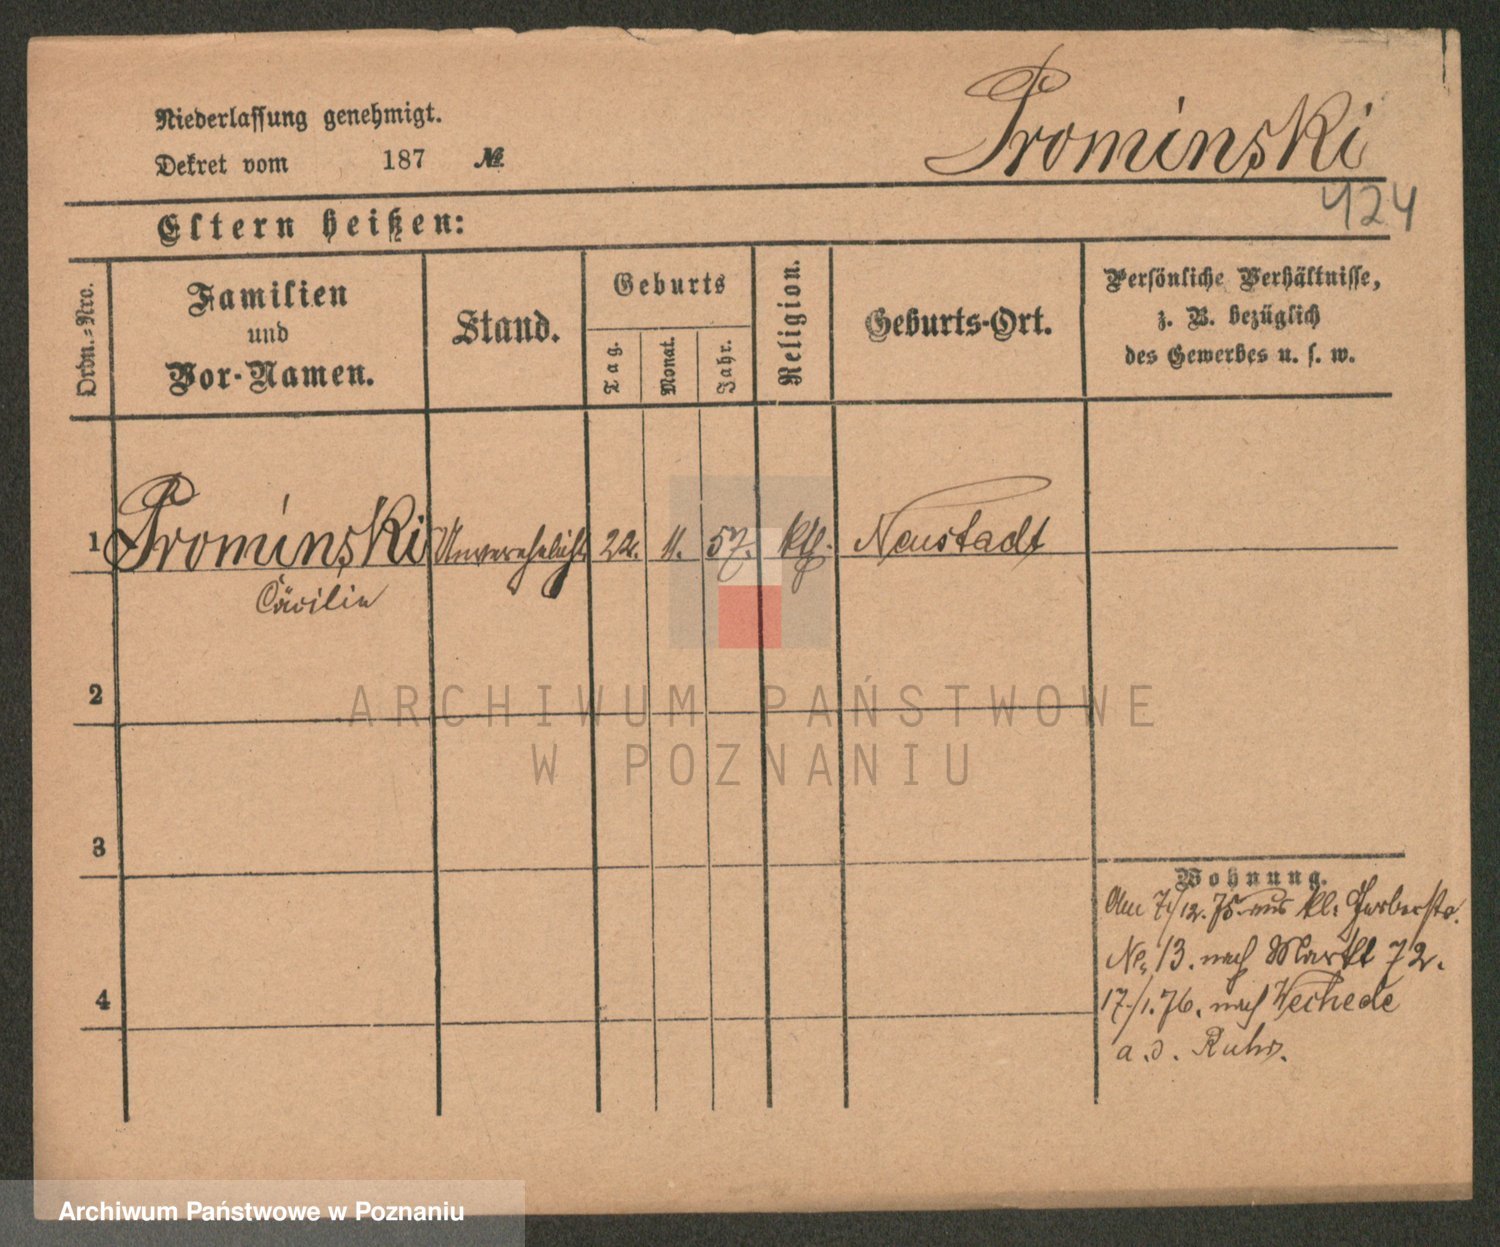 Prominski
Niederlassung genehmigt.
Dekret vom 187 №
424
Eltern heißen:
Ordn.-Nro.
Familien
und
Vor-Namen.
Stand.
Geburts
Tag.
Monat.
Jahr.
Religion.
Geburts-Ort.
Persönliche Verhältnisse,
z. B. bezüglich
des Gewerbes u. s. w.
1 Prominski Unverehelicht 22. 11. 57. kth. Neustadt
Cäcilie
2
ARCHIWUM PAŃSTWOWE
W POZNANIU
3
Wohnung.
Am 7/12. 75. aus kl. Gerberstr.
No 13. nach Markt 72.
4
17./1. 76. nach Wechede
a. d. Ruhr.
Archiwum Państwowe w Poznaniu